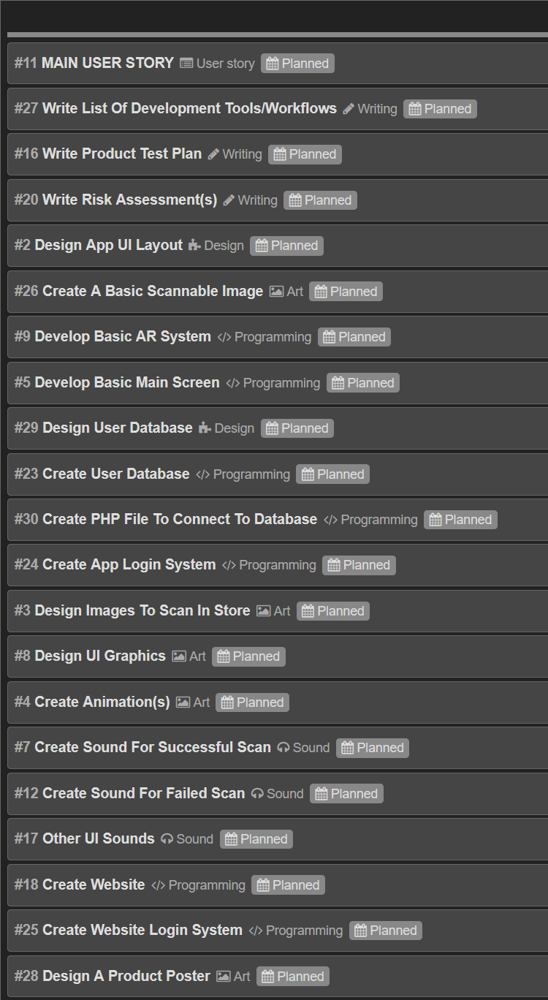 #11 MAIN USER STORY User story Planned
#27 Write List Of Development Tools/Workflows Writing Planned
#16 Write Product Test Plan Writing Planned
#20 Write Risk Assessment(s) Writing Planned
#2 Design App UI Layout Design Planned
#26 Create A Basic Scannable Image Art Planned
#9 Develop Basic AR System Programming Planned
#5 Develop Basic Main Screen Programming Planned
#29 Design User Database Design Planned
#23 Create User Database Programming Planned
#30 Create PHP File To Connect To Database Programming Planned
#24 Create App Login System Programming Planned
#3 Design Images To Scan In Store Art Planned
#8 Design UI Graphics Art Planned
#4 Create Animation(s) Art Planned
#7 Create Sound For Successful Scan Sound Planned
#12 Create Sound For Failed Scan Sound Planned
#17 Other UI Sounds Sound Planned
#18 Create Website Programming Planned
#25 Create Website Login System Programming Planned
#28 Design A Product Poster Art Planned